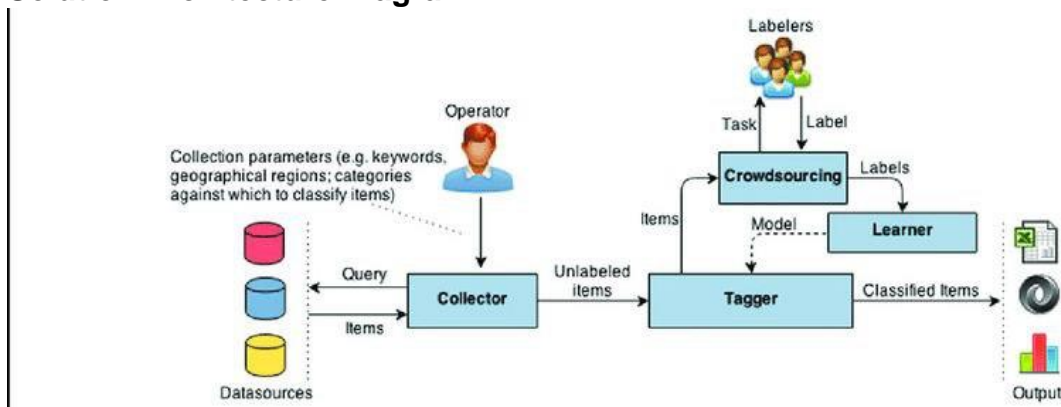 Labelers
Operator
Task
Label
Collection parameters (e.g. keywords,
geographical regions; categories
against which to classify items)
Crowdsourcing
Labels
Items
Model
Learner
Query
Collector
Unlabeled
items
Tagger
Classified Items
Items
Datasources
Output